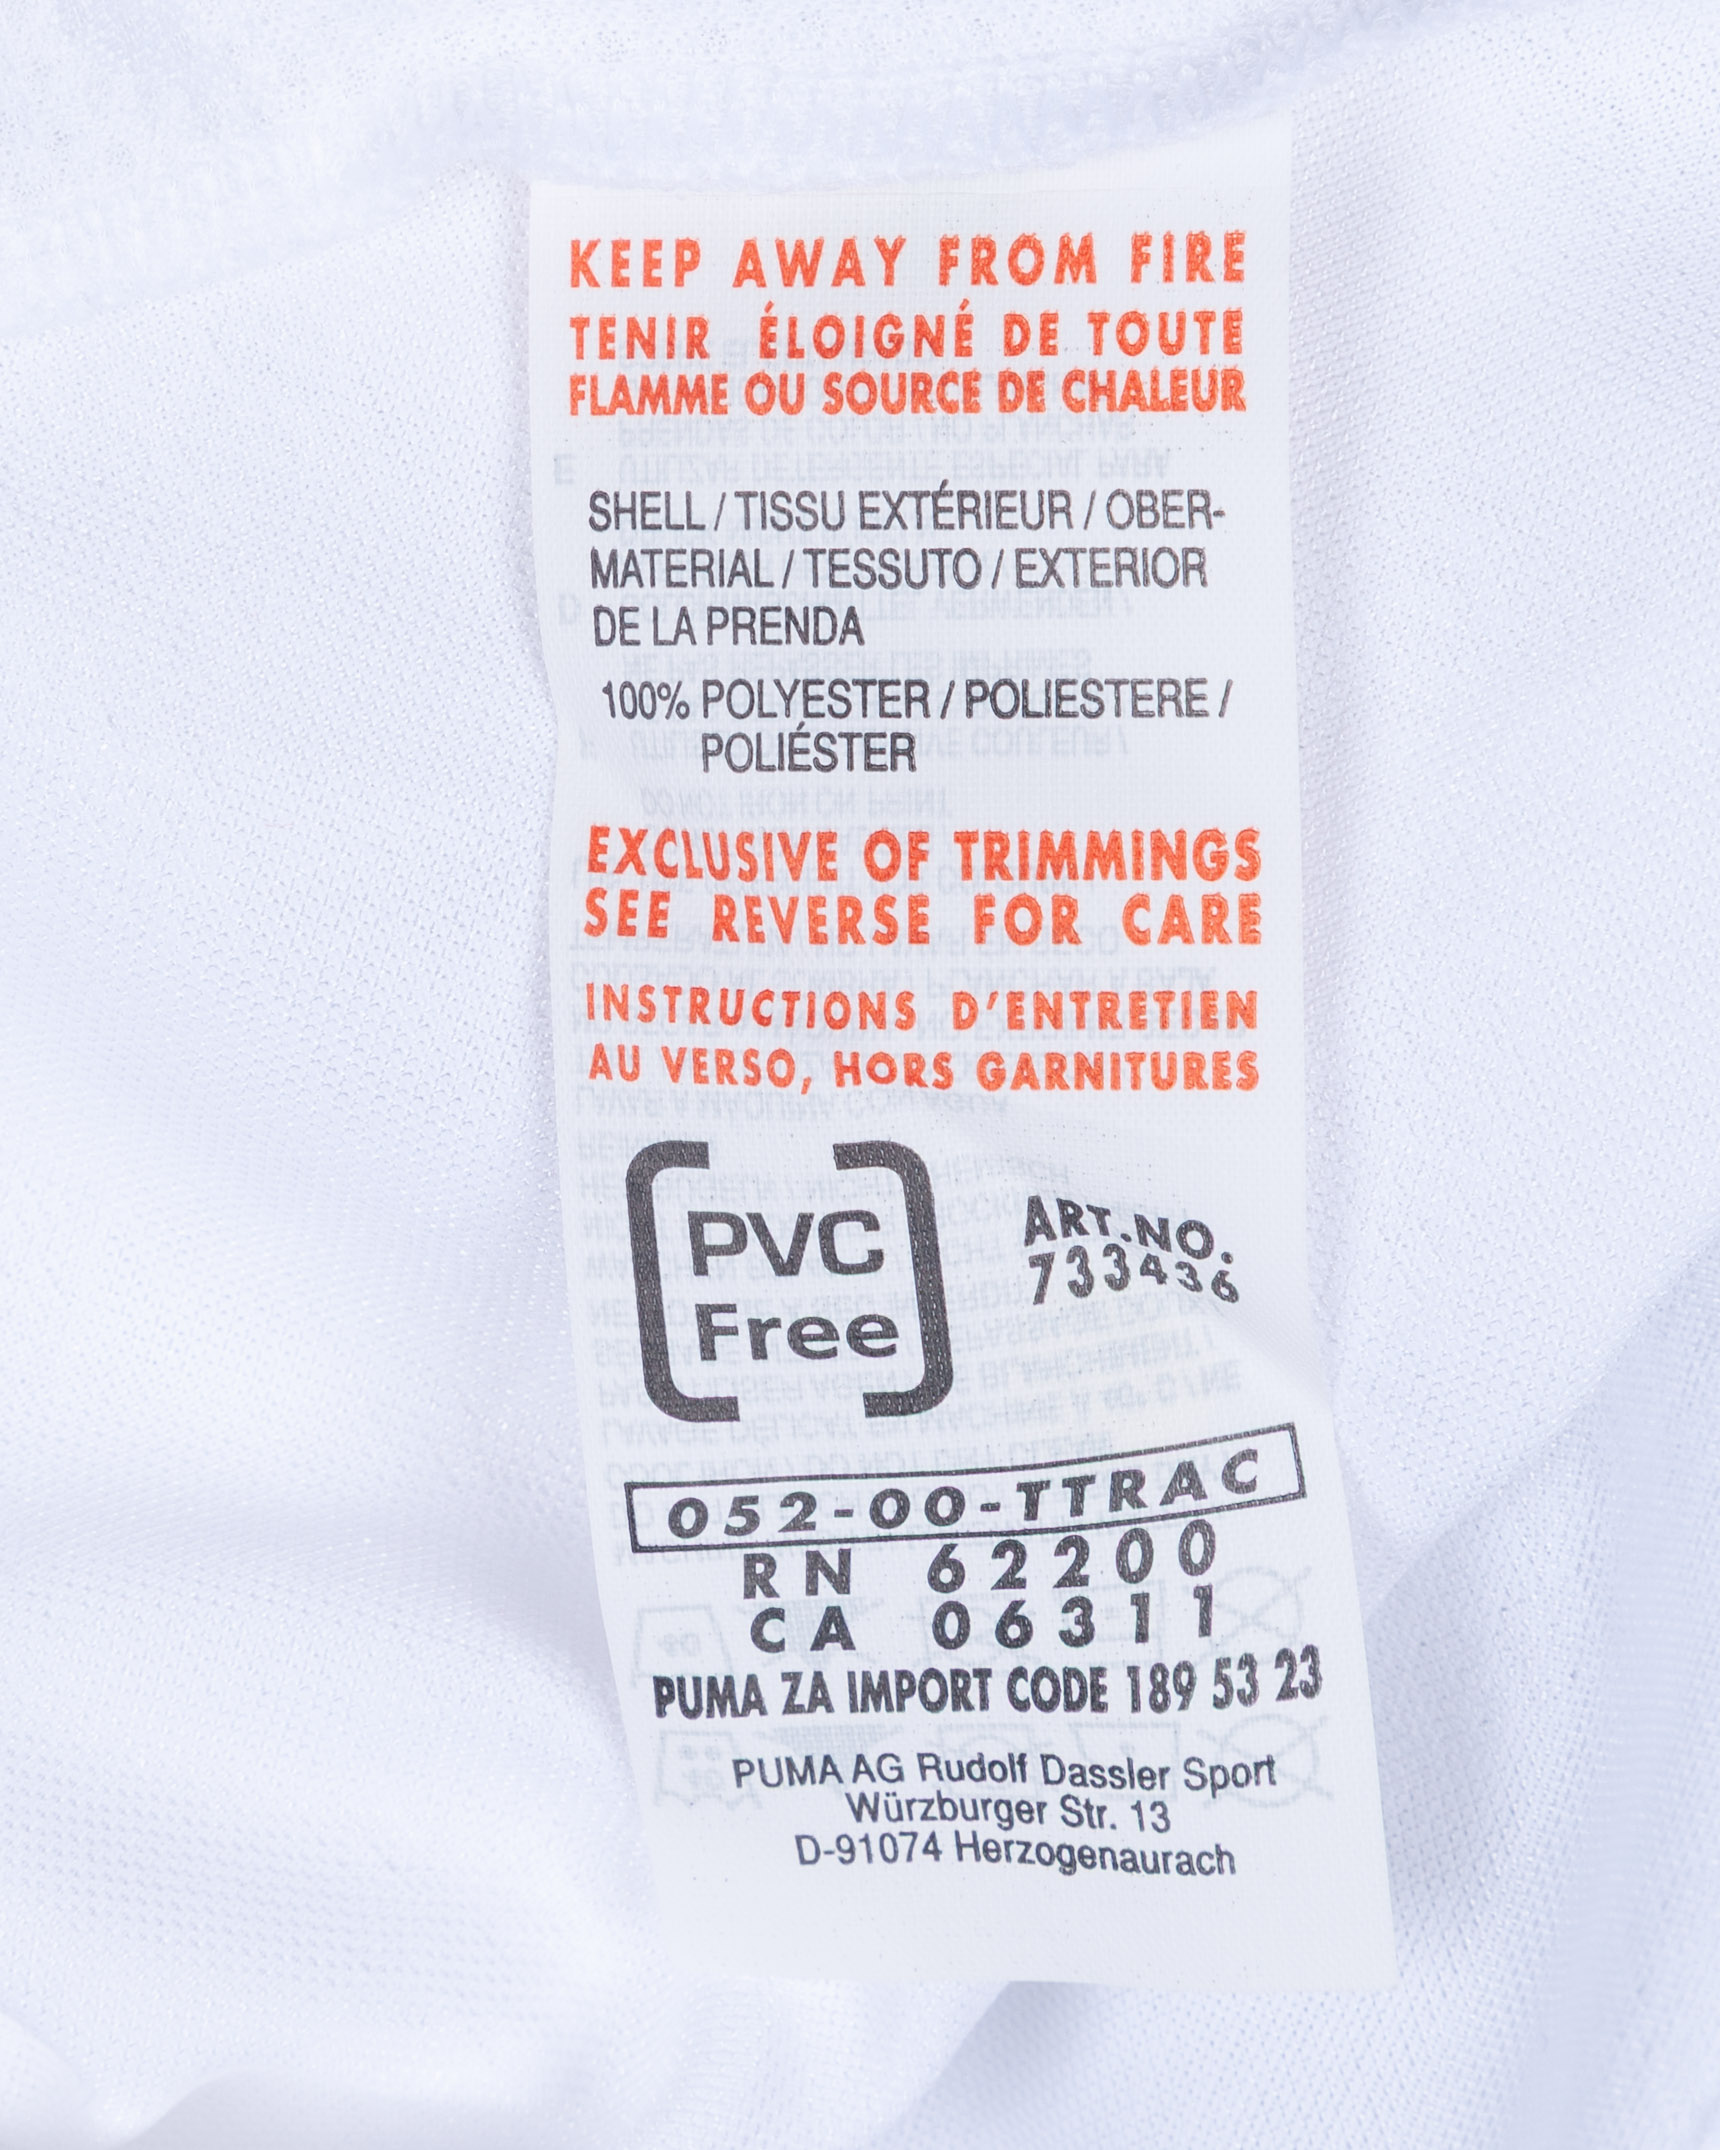 KEEP AWAY FROM FIRE
TENIR ÉLOIGNÉ DE TOUTE
FLAMME OU SOURCE DE CHALEUR
SHELL / TISSU EXTÉRIEUR / OBER-
MATERIAL / TESSUTO / EXTERIOR
DE LA PRENDA
100% POLYESTER / POLIESTERE /
POLIÉSTER
EXCLUSIVE OF TRIMMINGS
SEE REVERSE FOR CARE
INSTRUCTIONS D'ENTRETIEN
AU VERSO, HORS GARNITURES
PVC
Free
ART.NO.
733436
052-00-TTRAC
RN 62200
CA 06311
PUMA ZA IMPORT CODE 189 53 23
PUMA AG Rudolf Dassler Sport
Würzburger Str. 13
D-91074 Herzogenaurach